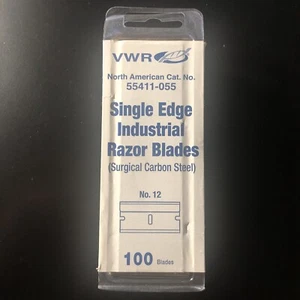 VWR
North American Cat. No.
55411-055
Single Edge
Industrial
Razor Blades
(Surgical Carbon Steel)
No. 12
100 Blades